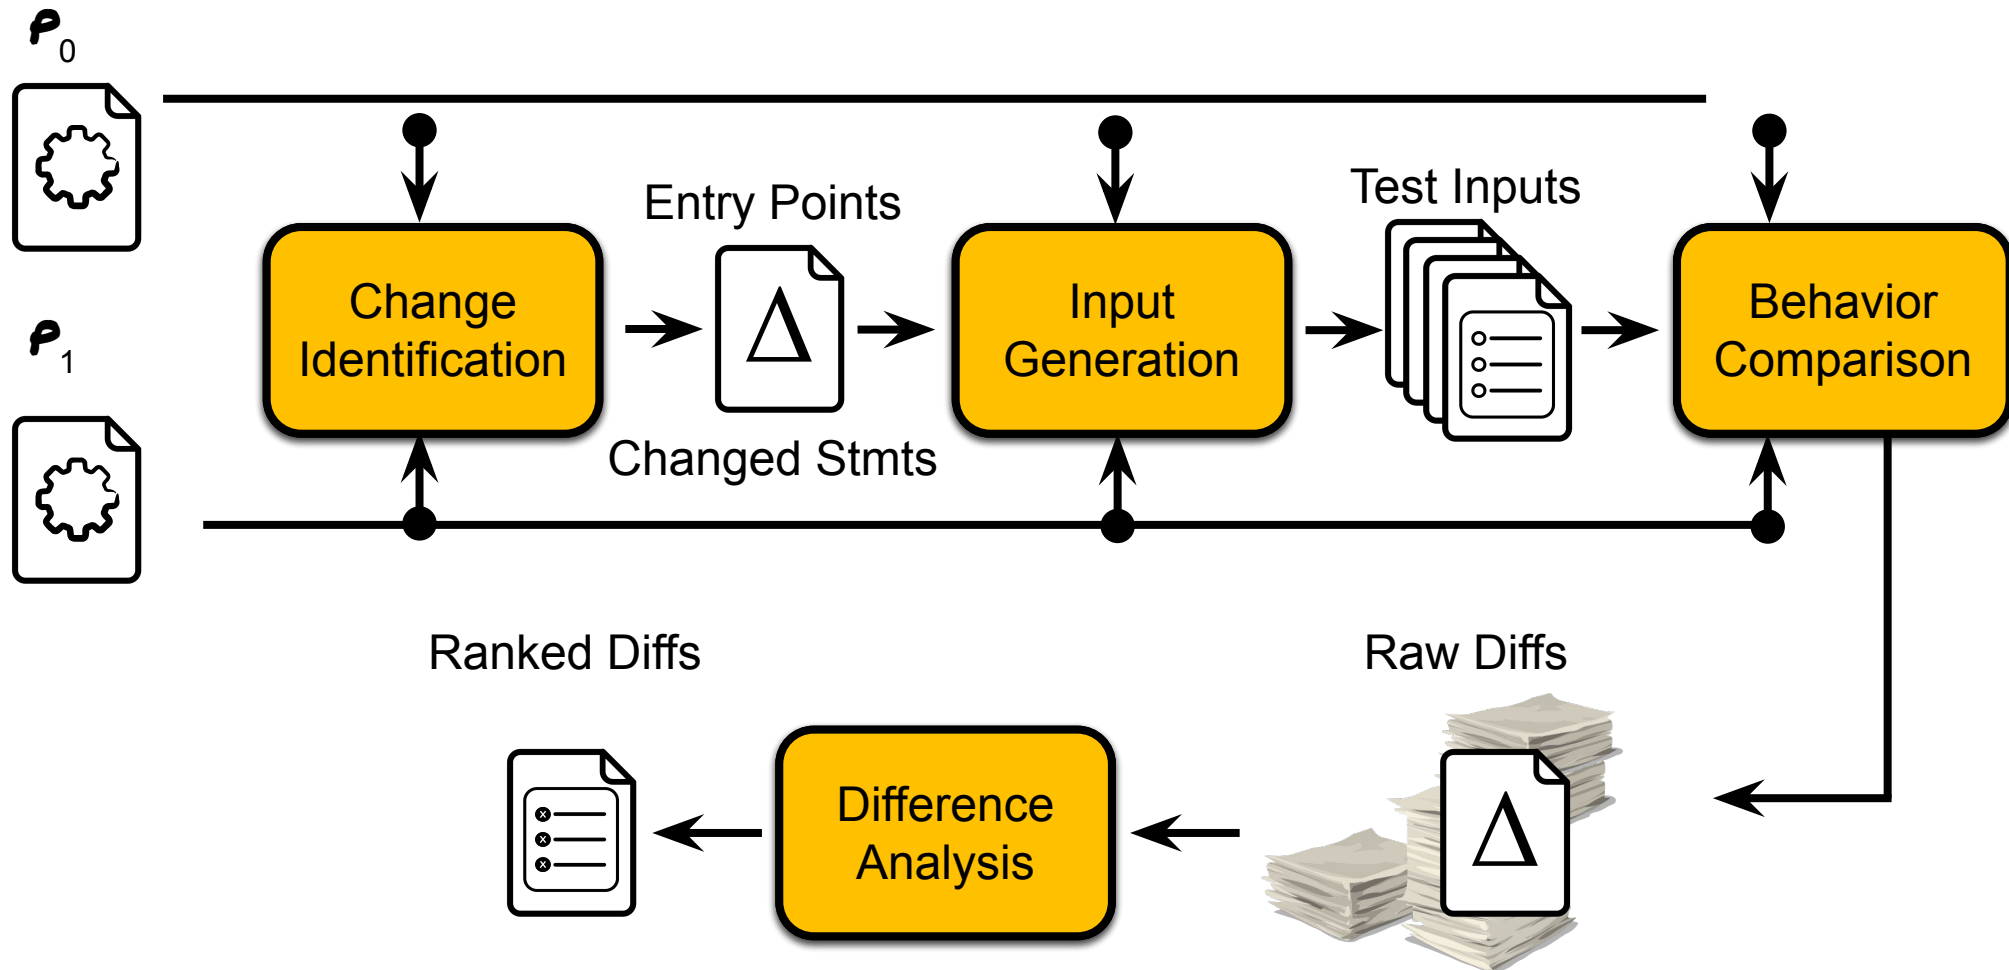 P0
Entry Points
Test Inputs
Change
Identification
Δ
Input
Generation
Behavior
Comparison
P1
Changed Stmts
Ranked Diffs
Raw Diffs
x
x
x
Difference
Analysis
Δ